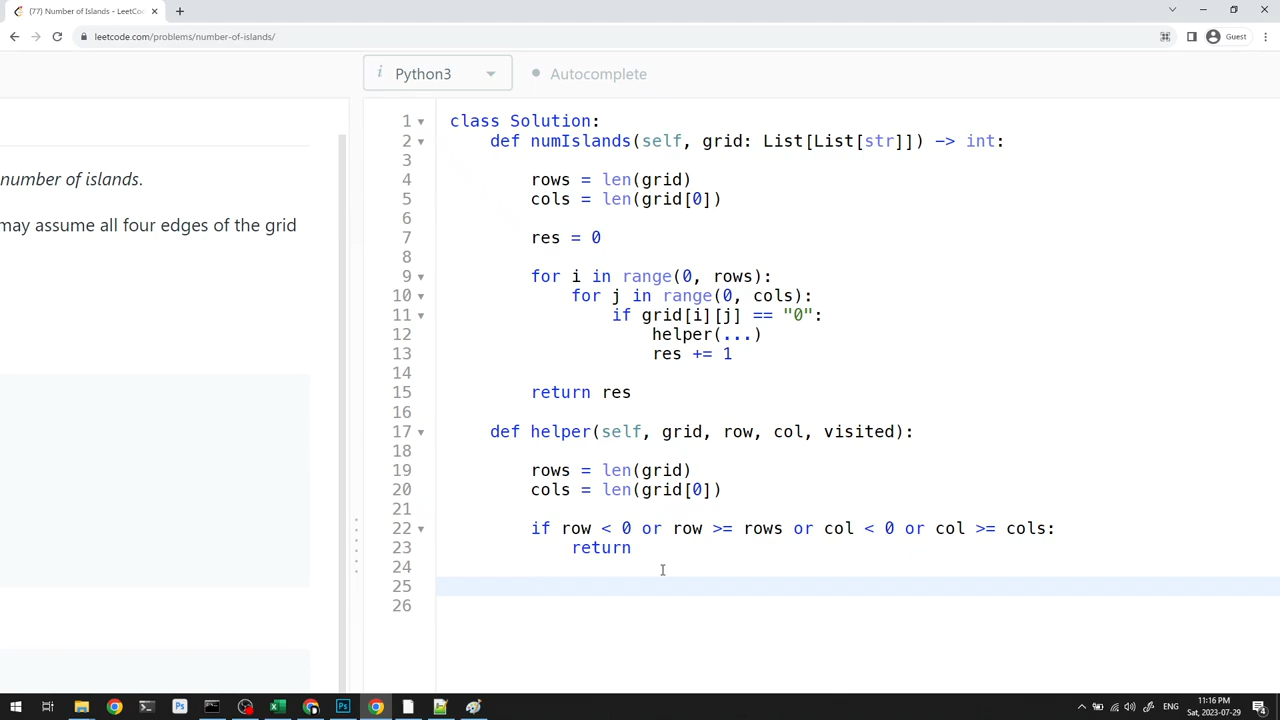 (77) Number of Islands - LeetCo
leetcode.com/problems/number-of-islands/
Guest
i Python3
Autocomplete
number of islands.
may assume all four edges of the grid
1 class Solution:
2 def numIslands(self, grid: List[List[str]]) -> int:
3
4 rows = len(grid)
5 cols = len(grid[0])
6
7 res = 0
8
9 for i in range(0, rows):
10 for j in range(0, cols):
11 if grid[i][j] == "0":
12 helper(...)
13 res += 1
14
15 return res
16
17 def helper(self, grid, row, col, visited):
18
19 rows = len(grid)
20 cols = len(grid[0])
21
22 if row < 0 or row >= rows or col < 0 or col >= cols:
23 return
24
25
26
Ps
Ps
ENG
11:16 PM
Sat, 2023-07-29
4